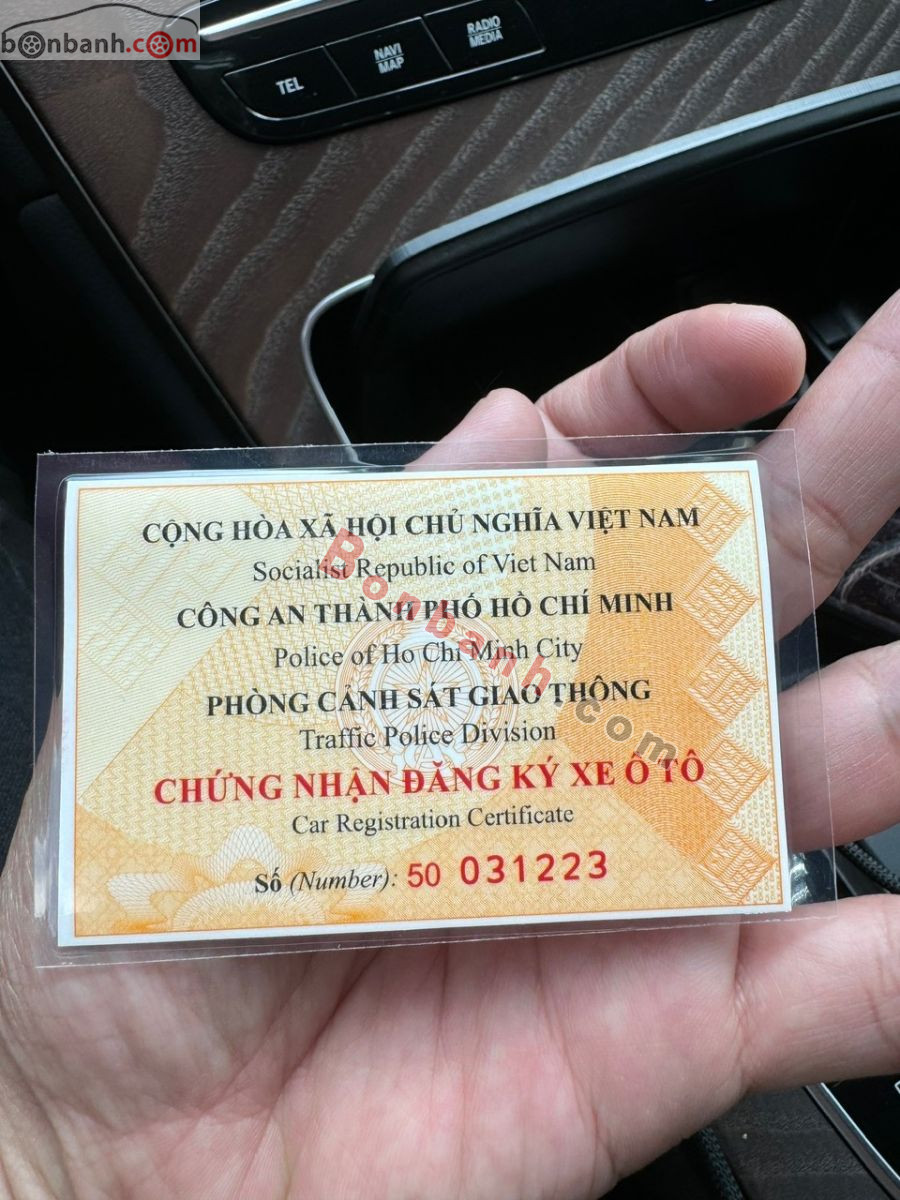 bonbanh.com
TEL
NAVI
MAP
RADIO
MEDIA
CỘNG HÒA XÃ HỘI CHỦ NGHĨA VIỆT NAM
Socialist Republic of Viet Nam
CÔNG AN THÀNH PHỐ HỒ CHÍ MINH
Police of Ho Chi Minh City
PHÒNG CẢNH SÁT GIAO THÔNG
Traffic Police Division
CHỨNG NHẬN ĐĂNG KÝ XE Ô TÔ
Car Registration Certificate
Số (Number): 50 031223
Bonbanh.com